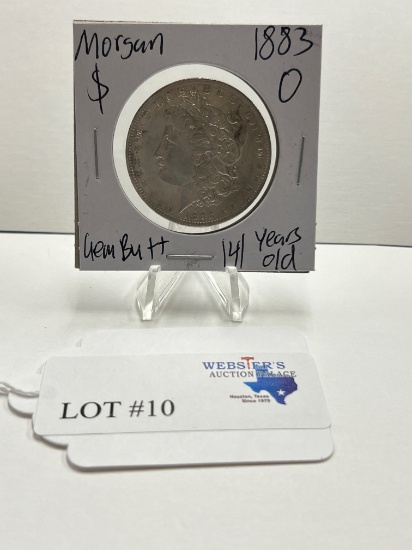 Morgan 1883
$ O
Gem Bu ++ 141 Years old
LOT #10
WEBSTER'S
AUCTION PALACE
Houston, Texas
Since 1979